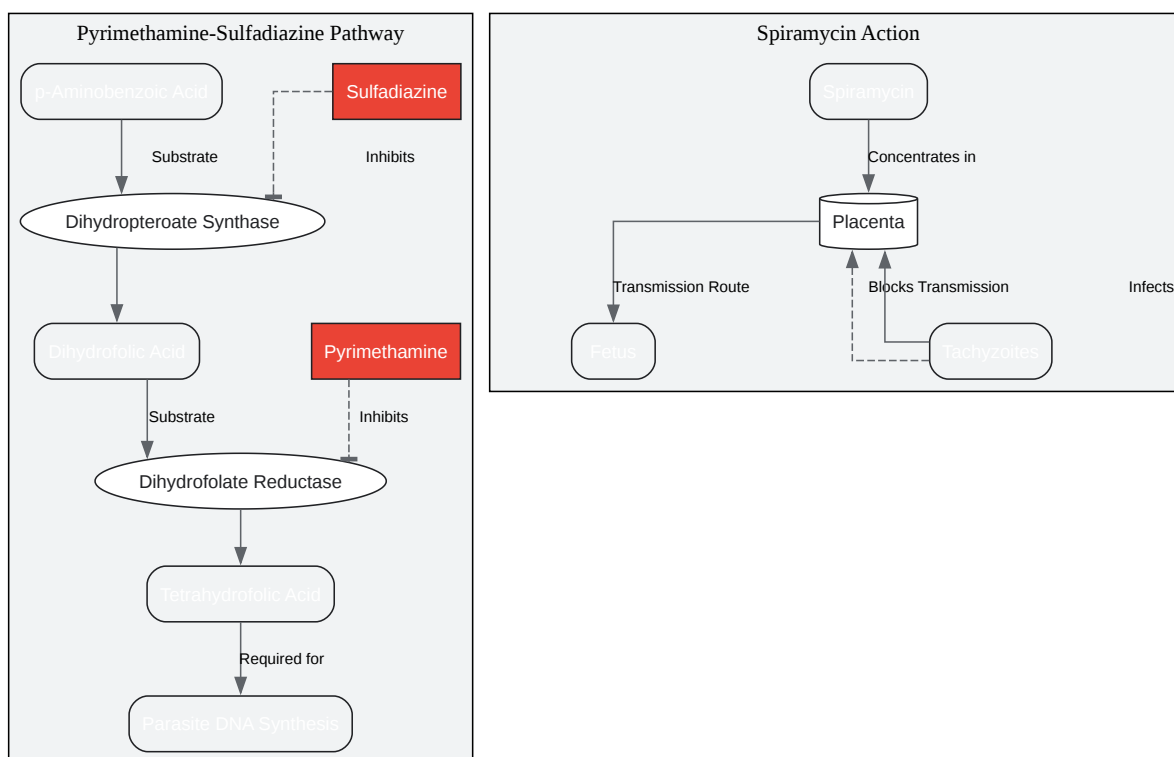 Pyrimethamine-Sulfadiazine Pathway
p-Aminobenzoic Acid
Sulfadiazine
Substrate
Inhibits
Dihydropteroate Synthase
Dihydrofolic Acid
Pyrimethamine
Substrate
Inhibits
Dihydrofolate Reductase
Tetrahydrofolic Acid
Required for
Parasite DNA Synthesis
Spiramycin Action
Spiramycin
Concentrates in
Placenta
Transmission Route
Blocks Transmission
Infects
Fetus
Tachyzoites